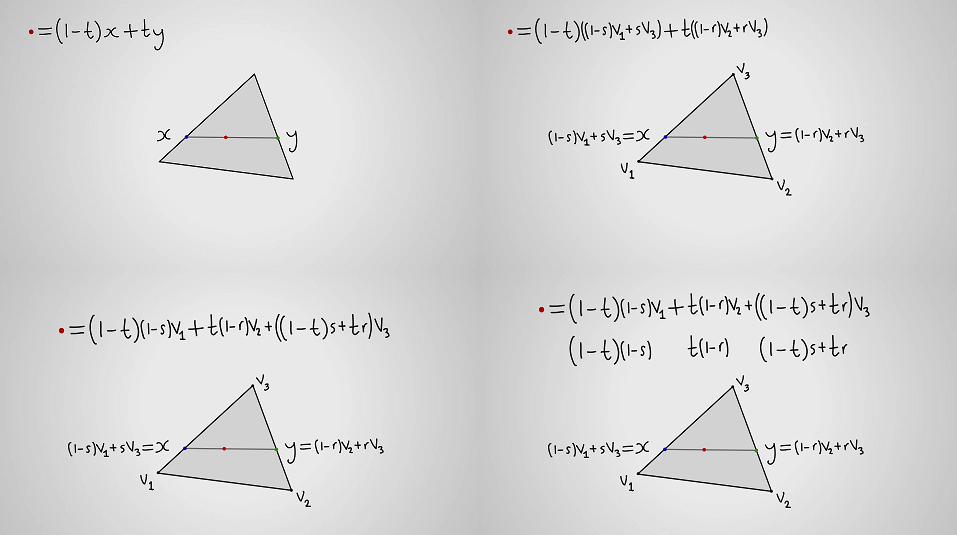 =(1-t)x+ty
x
y
=(1-t)((1-s)V₁+sV₃)+t((1-r)V₂+rV₃)
V₃
(1-s)V₁+sV₃=x
y=(1-r)V₂+rV₃
V₁
V₂
=(1-t)(1-s)V₁+t(1-r)V₂+((1-t)s+tr)V₃
V₃
(1-s)V₁+sV₃=x
y=(1-r)V₂+rV₃
V₁
V₂
=(1-t)(1-s)V₁+t(1-r)V₂+((1-t)s+tr)V₃
(1-t)(1-s) t(1-r) (1-t)s+tr
V₃
(1-s)V₁+sV₃=x
y=(1-r)V₂+rV₃
V₁
V₂